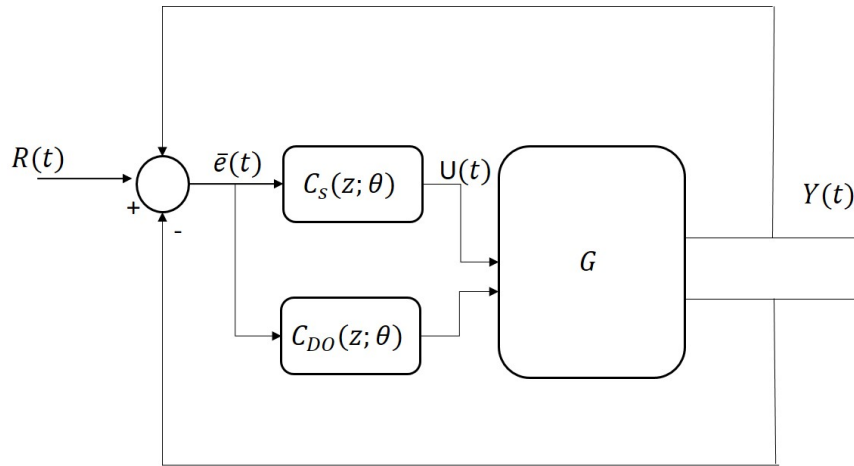 R(t)
+
-
ē(t)
C_s(z; θ)
U(t)
C_DO(z; θ)
G
Y(t)